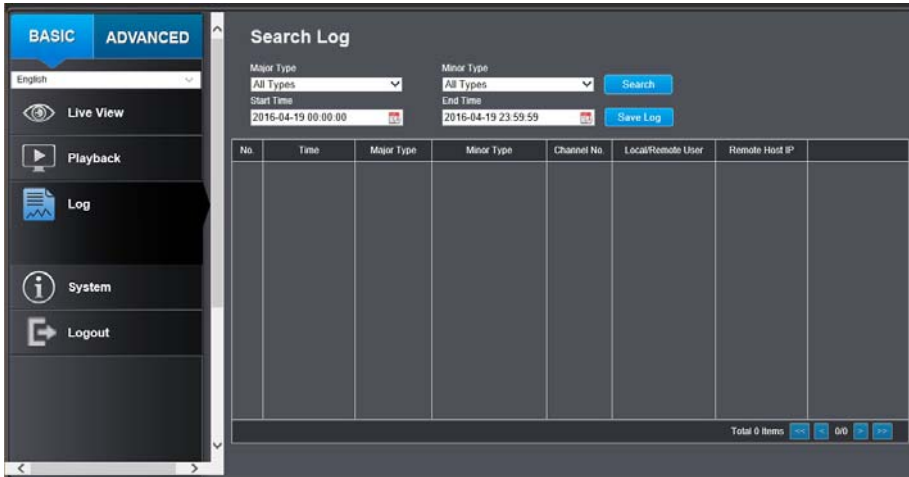 BASIC ADVANCED
English
Live View
Playback
Log
System
Logout
Search Log
Major Type Minor Type
All Types All Types Search
Start Time End Time
2016-04-19 00:00:00 2016-04-19 23:59:59 Save Log
No. Time Major Type Minor Type Channel No. Local/Remote User Remote Host IP
Total 0 Items << < 0/0 > >>